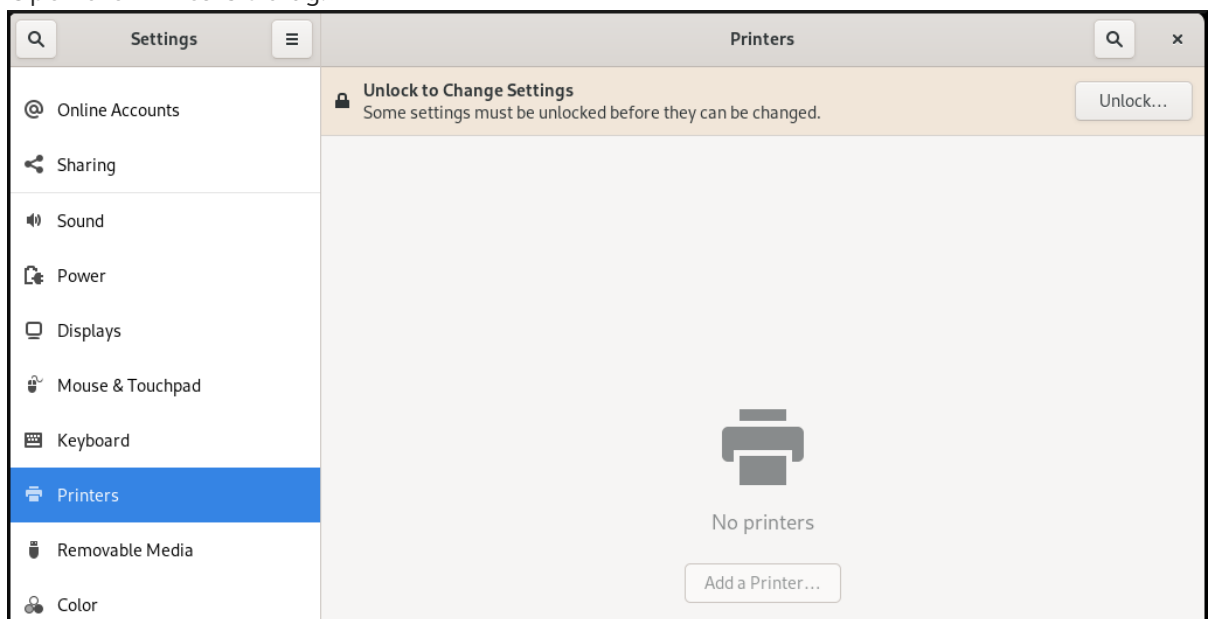 Settings
Printers
Unlock to Change Settings
Some settings must be unlocked before they can be changed.
Unlock...
Online Accounts
Sharing
Sound
Power
Displays
Mouse & Touchpad
Keyboard
Printers
Removable Media
Color
No printers
Add a Printer...